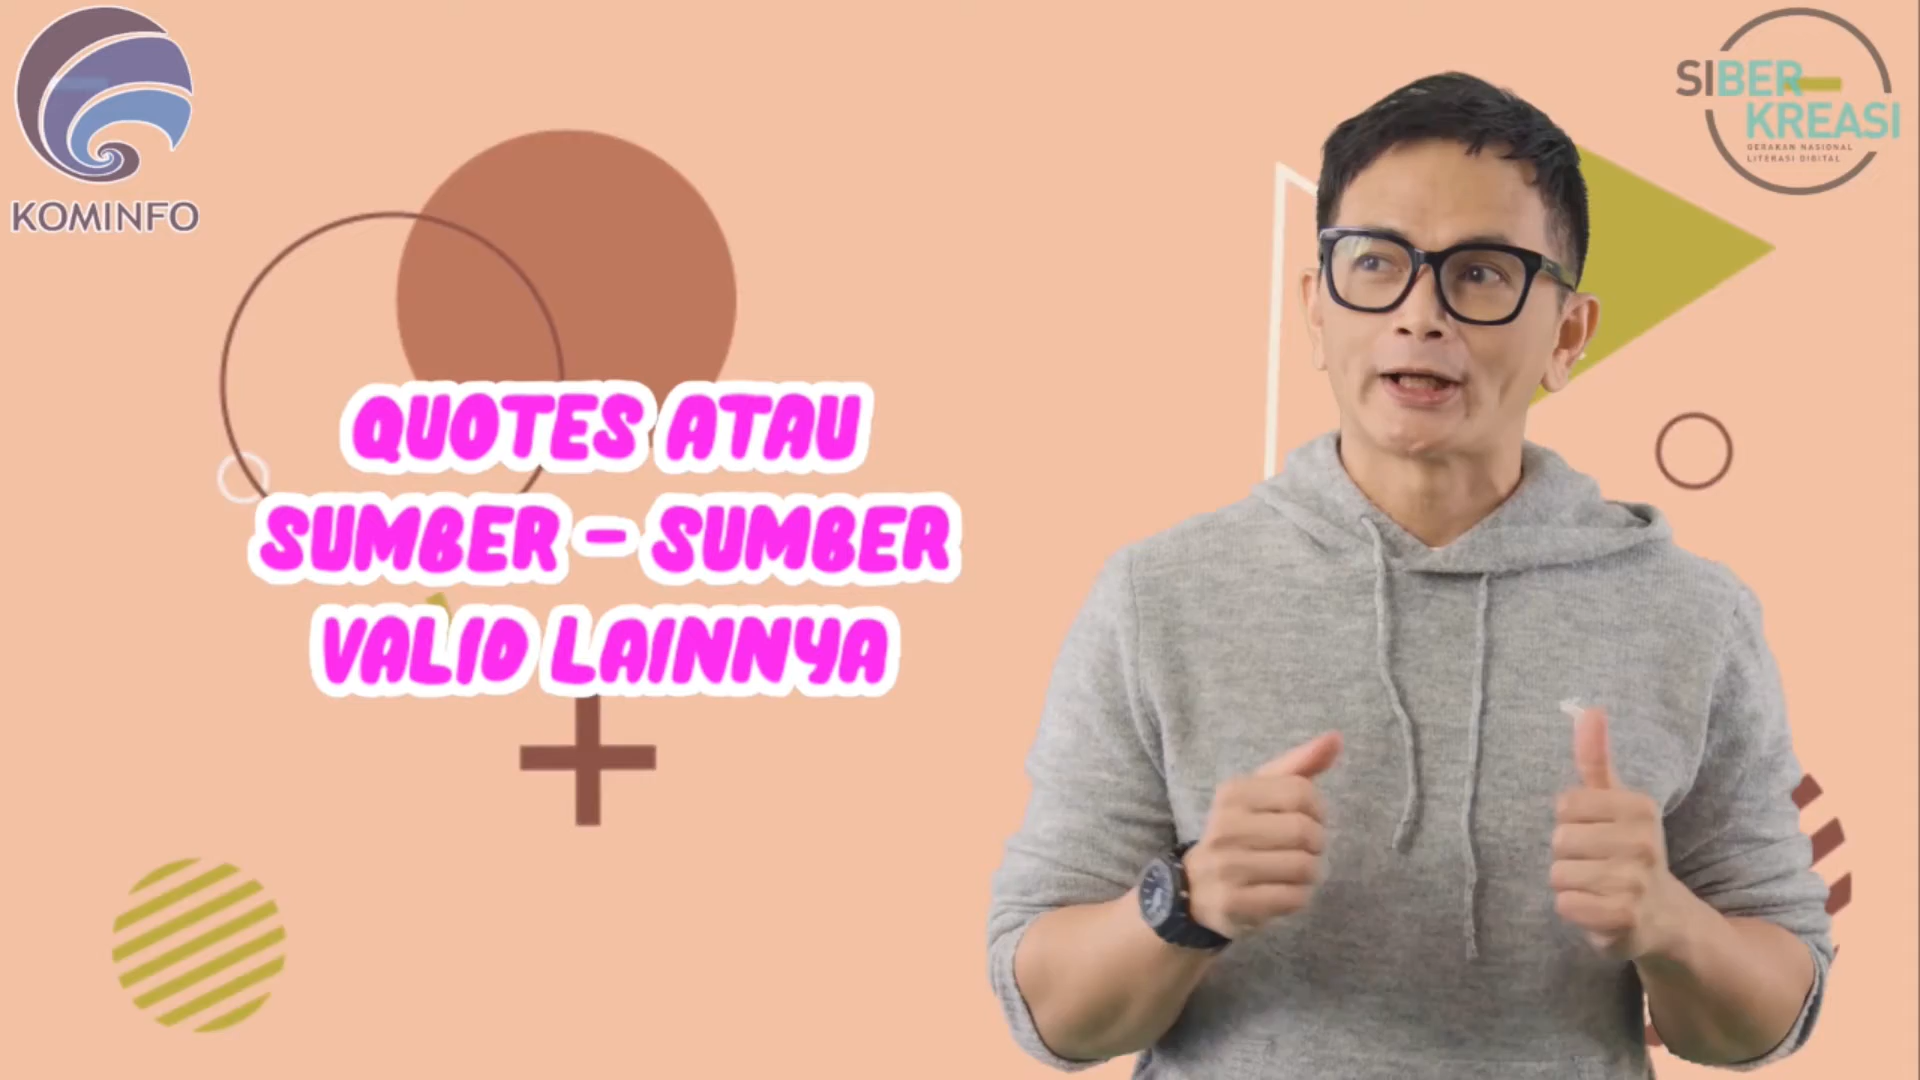 KOMINFO
SIBER-
KREASI
GERAKAN NASIONAL
LITERASI DIGITAL
QUOTES ATAU
SUMBER - SUMBER
VALID LAINNYA